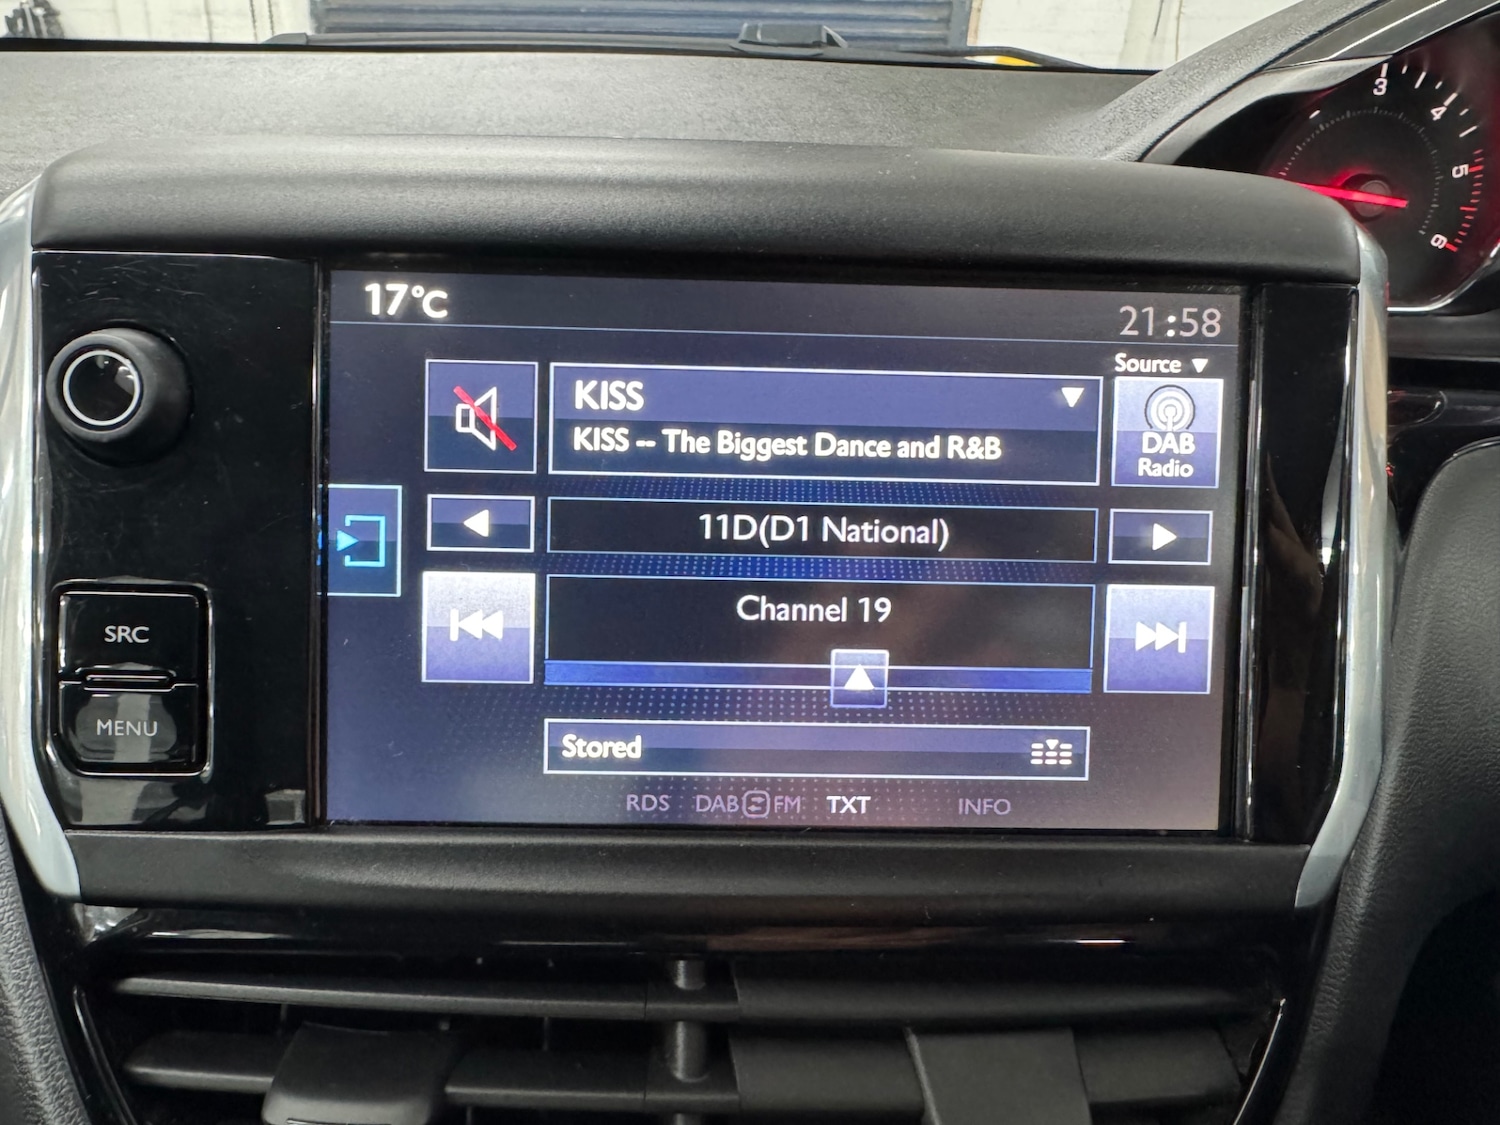 3
4
5
6
17°C
21:58
Source
KISS
KISS -- The Biggest Dance and R&B
DAB
Radio
11D(D1 National)
SRC
Channel 19
MENU
Stored
RDS DAB FM TXT INFO